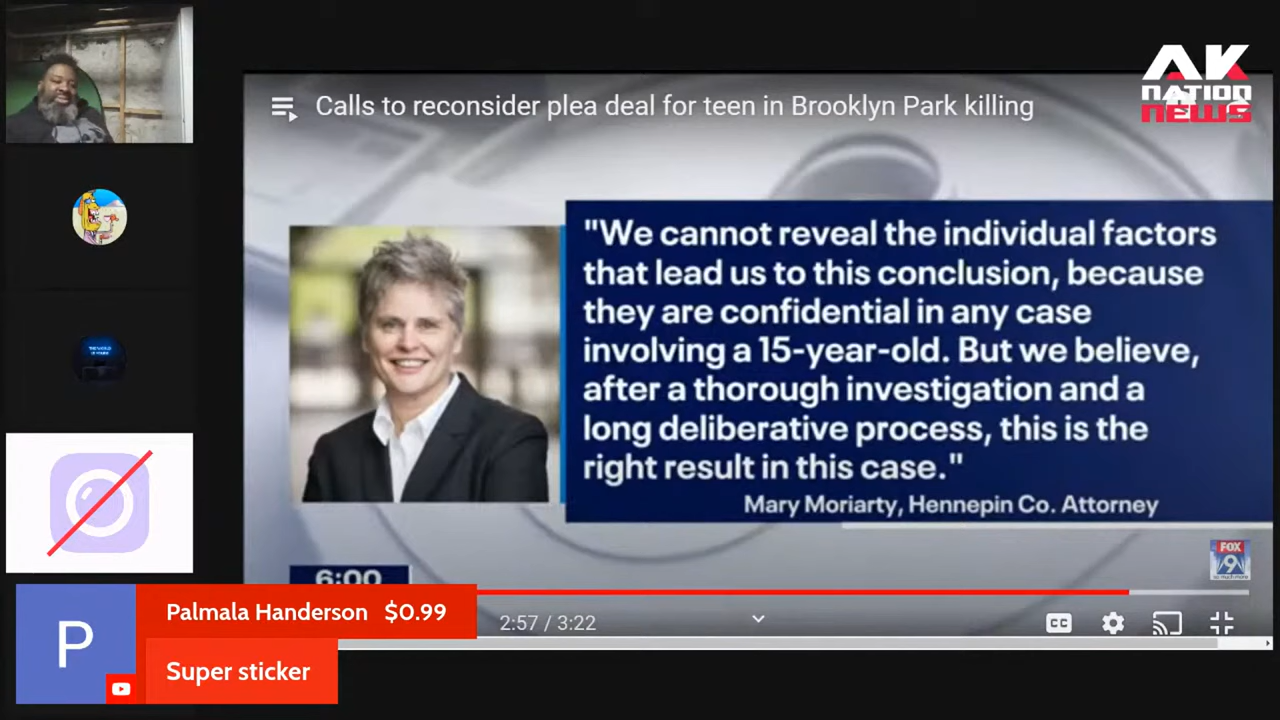 AK
NATION
NEWS
Calls to reconsider plea deal for teen in Brooklyn Park killing
"We cannot reveal the individual factors
that lead us to this conclusion, because
they are confidential in any case
involving a 15-year-old. But we believe,
after a thorough investigation and a
long deliberative process, this is the
right result in this case."
Mary Moriarty, Hennepin Co. Attorney
FOX
9
6:00
2:57 / 3:22
CC
P
Palmala Handerson $0.99
Super sticker